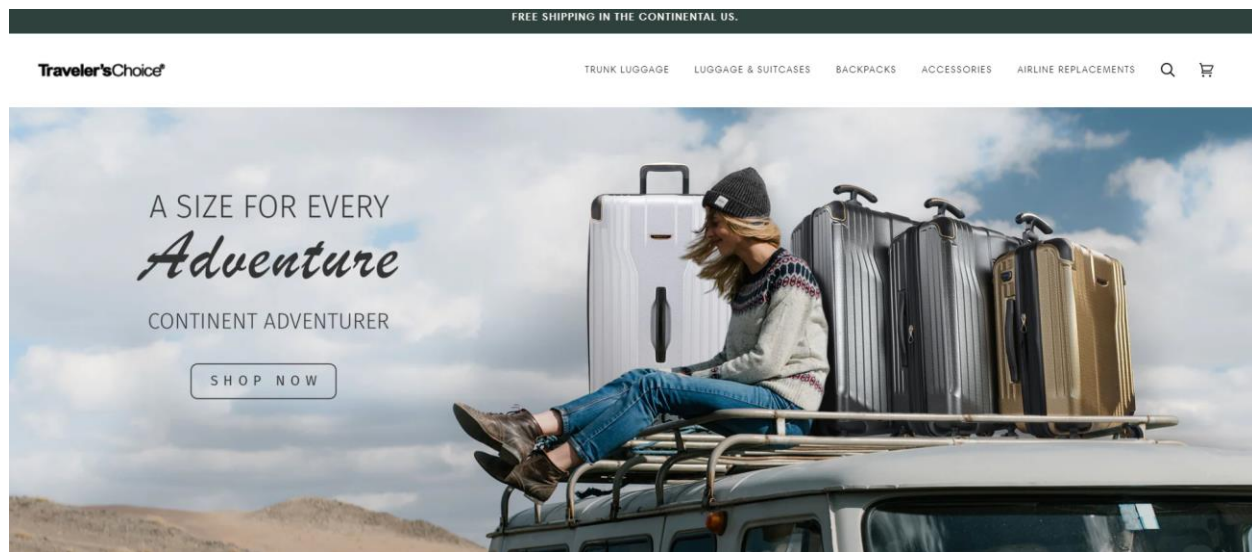 FREE SHIPPING IN THE CONTINENTAL US.
Traveler'sChoice®
TRUNK LUGGAGE LUGGAGE & SUITCASES BACKPACKS ACCESSORIES AIRLINE REPLACEMENTS
A SIZE FOR EVERY
Adventure
CONTINENT ADVENTURER
SHOP NOW